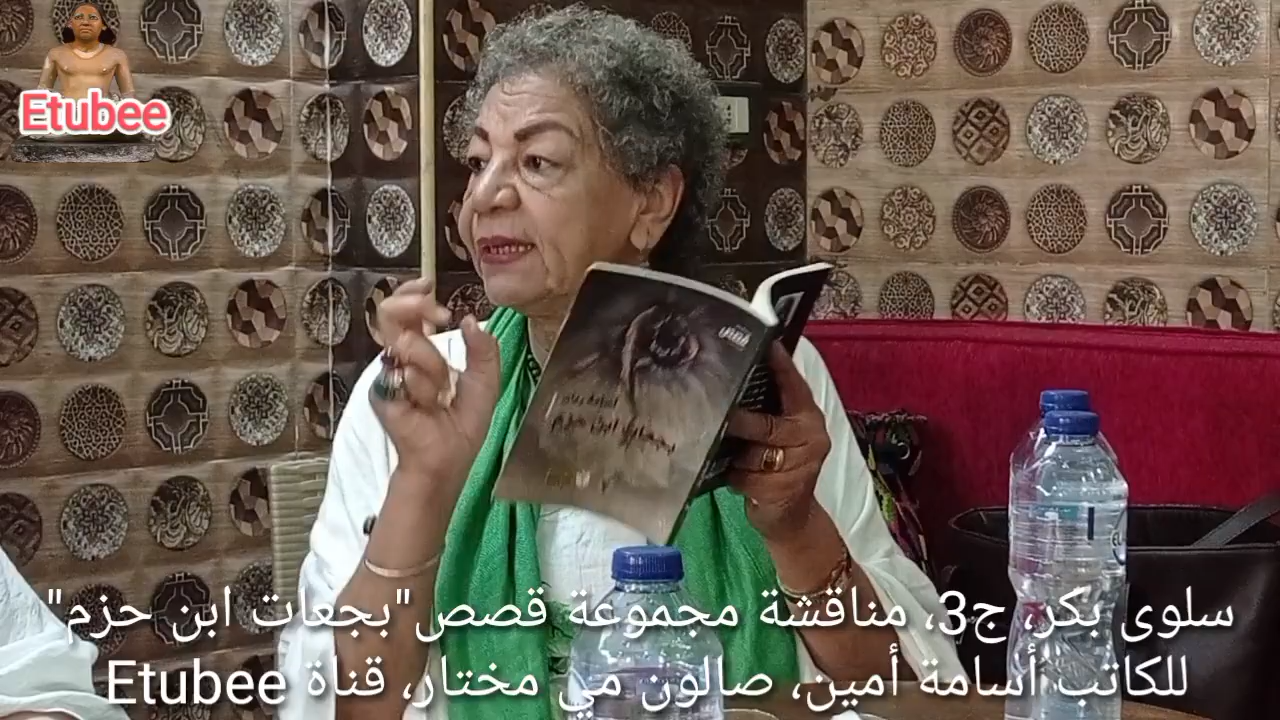 Etubee
سلوى بكر، ج3، مناقشة مجموعة قصص "بجعات ابن حزم"
للكاتب أسامة أمين، صالون مي مختار، قناة Etubee